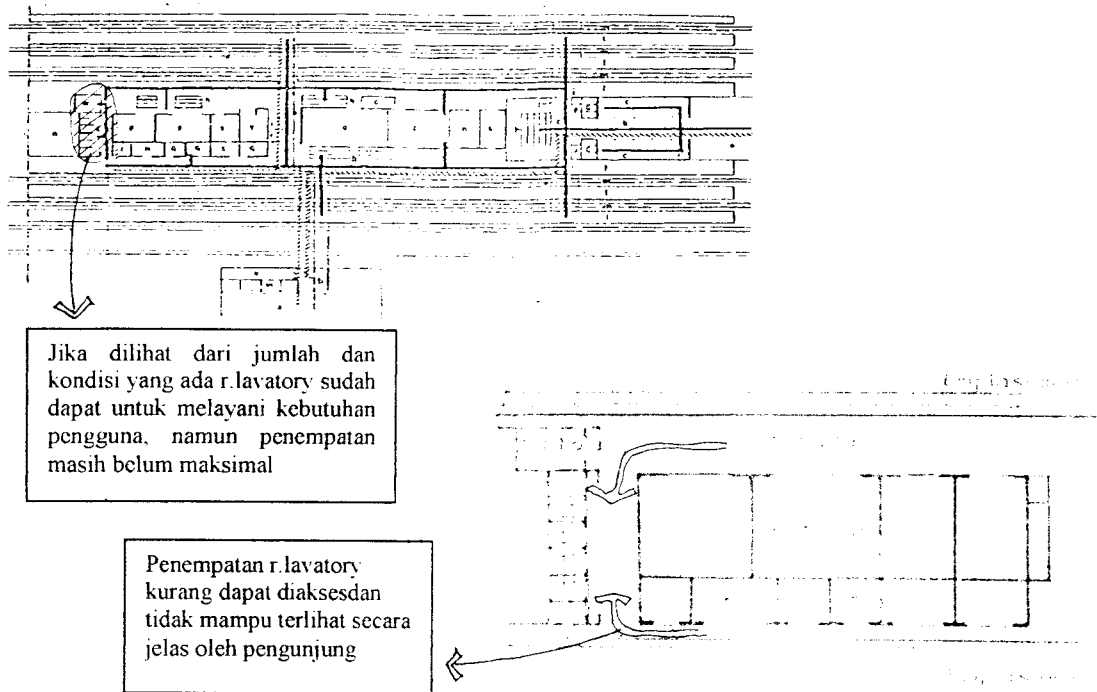 Jika dilihat dari jumlah dan
kondisi yang ada r.lavatory sudah
dapat untuk melayani kebutuhan
pengguna, namun penempatan
masih belum maksimal
Penempatan r.lavatory
kurang dapat diaksesdan
tidak mampu terlihat secara
jelas oleh pengunjung